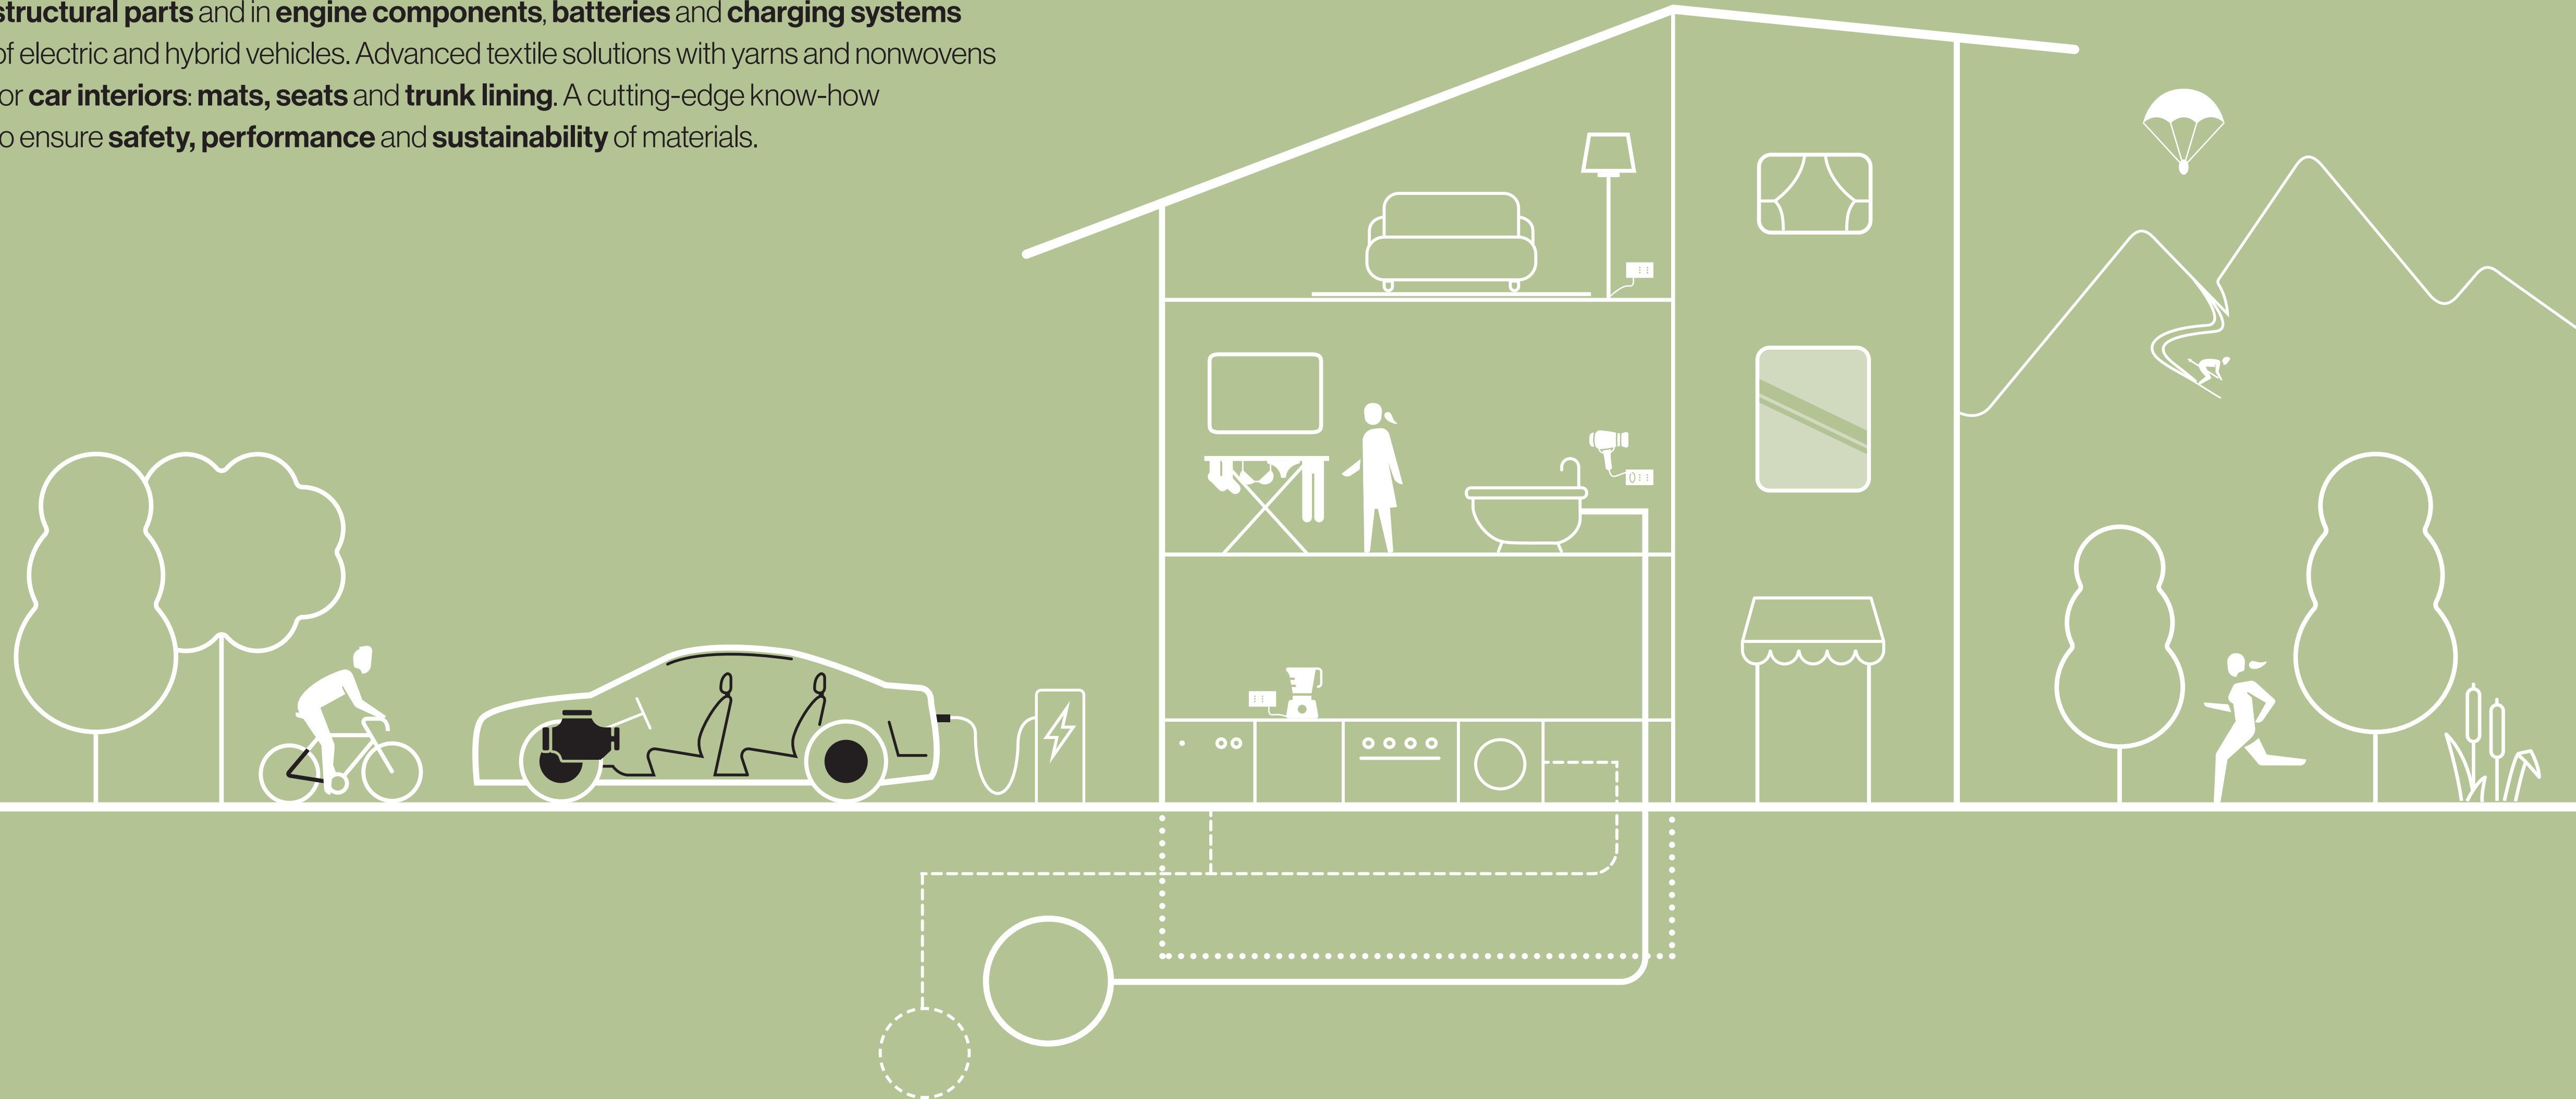 structural parts and in engine components, batteries and charging systems
of electric and hybrid vehicles. Advanced textile solutions with yarns and nonwovens
or car interiors: mats, seats and trunk lining. A cutting-edge know-how
o ensure safety, performance and sustainability of materials.